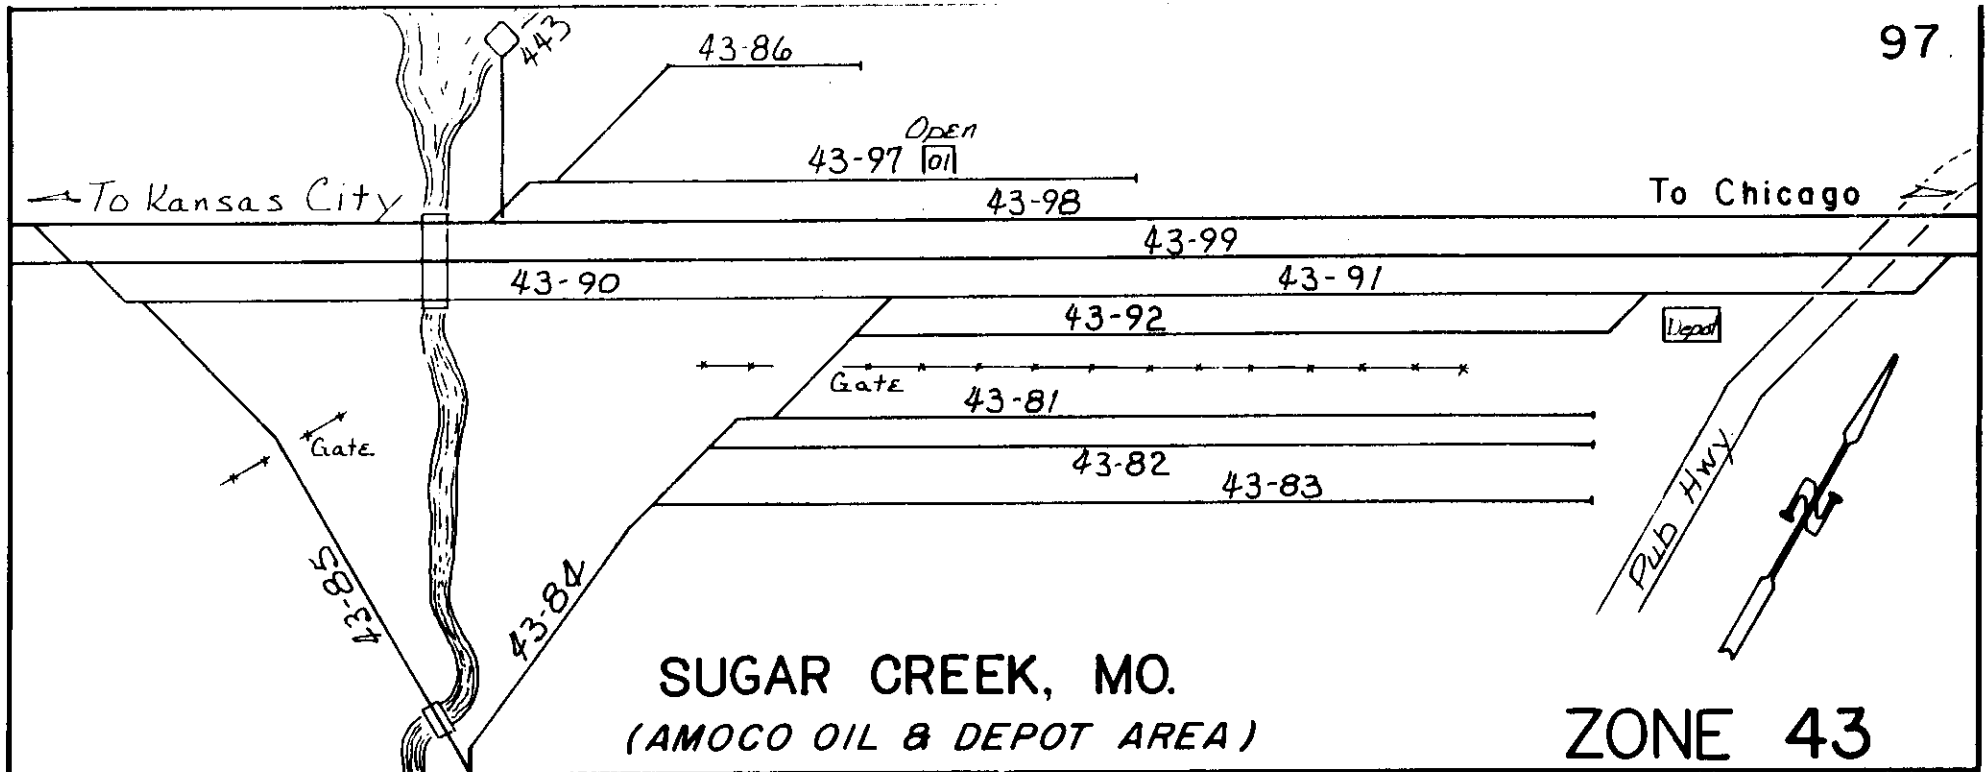 97
443
43-86
Open
43-97 01
To Kansas City
43-98
To Chicago
43-99
43-90
43-91
43-92
Depot
Gate
43-81
Gate
43-82
43-83
Pub Hwy
N
43-85
43-84
SUGAR CREEK, MO.
(AMOCO OIL & DEPOT AREA)
ZONE 43